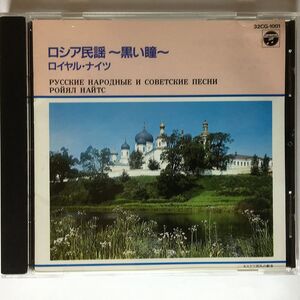 32CG-1001
ロシア民謡 〜黒い瞳〜
ロイヤル・ナイツ
РУССКИЕ НАРОДНЫЕ И СОВЕТСКИЕ ПЕСНИ
РОЙЯЛ НАЙТС